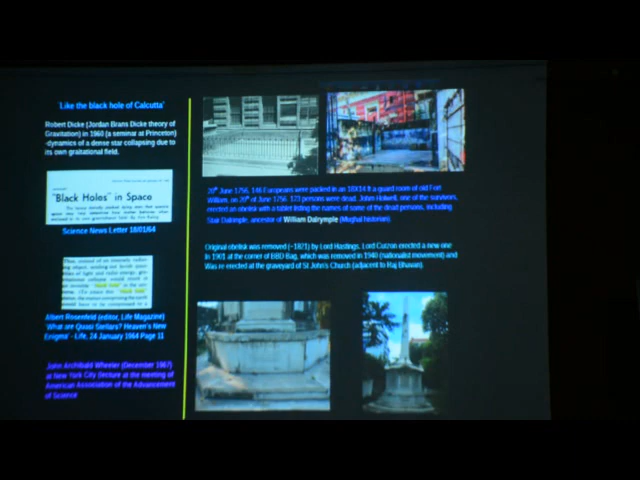 'Like the black hole of Calcutta'
Robert Dicke (Jordan Brans Dicke theory of
Gravitation) in 1960 (a seminar at Princeton)
-dynamics of a dense star collapsing due to
its own graitational field.
"Black Holes" in Space
Science News Letter 18/01/64
Albert Rosenfeld (editor, Life Magazine)
'What are Quasi Stellars? Heaven's New
Enigma' - Life, 24 January 1964 Page 11
John Archibald Wheeler (December 1967)
at New York City (lecture at the meeting of
American Association of the Advancement
of Science
20th June 1756, 146 Europeans were packed in an 18X14 ft a guard room of old Fort
William, on 20th of June 1756. 123 persons were dead. John Holwell, one of the survivors,
erected an obelisk with a tablet listing the names of some of the dead persons, including
Stair Dalrimple, ancestor of William Dalrymple (Mughal historian)
Original obelisk was removed (~1821) by Lord Hastings. Lord Curzon erected a new one
in 1901 at the corner of BBD Bag, which was removed in 1940 (nationalist movement) and
Was re-erected at the graveyard of St John's Church (adjacent to Raj Bhavan).